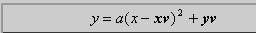 y = a(x − xv)² + yv